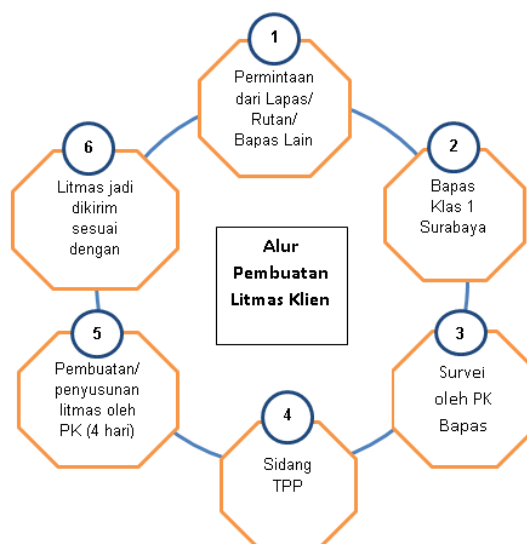 1
Permintaan
dari Lapas/
Rutan/
Bapas Lain
2
Bapas
Klas 1
Surabaya
3
Survei
oleh PK
Bapas
4
Sidang
TPP
5
Pembuatan/
penyusunan
litmas oleh
PK (4 hari)
6
Litmas jadi
dikirim
sesuai
dengan
Alur
Pembuatan
Litmas Klien